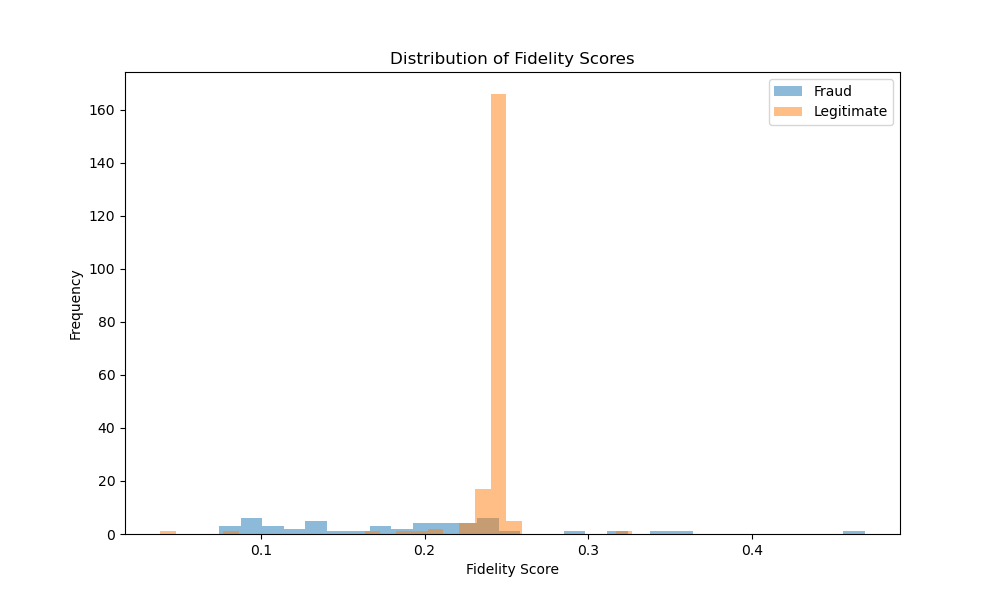 Distribution of Fidelity Scores
Fraud
Legitimate
160
140
120
100
80
60
40
20
0
Frequency
0.1 0.2 0.3 0.4
Fidelity Score